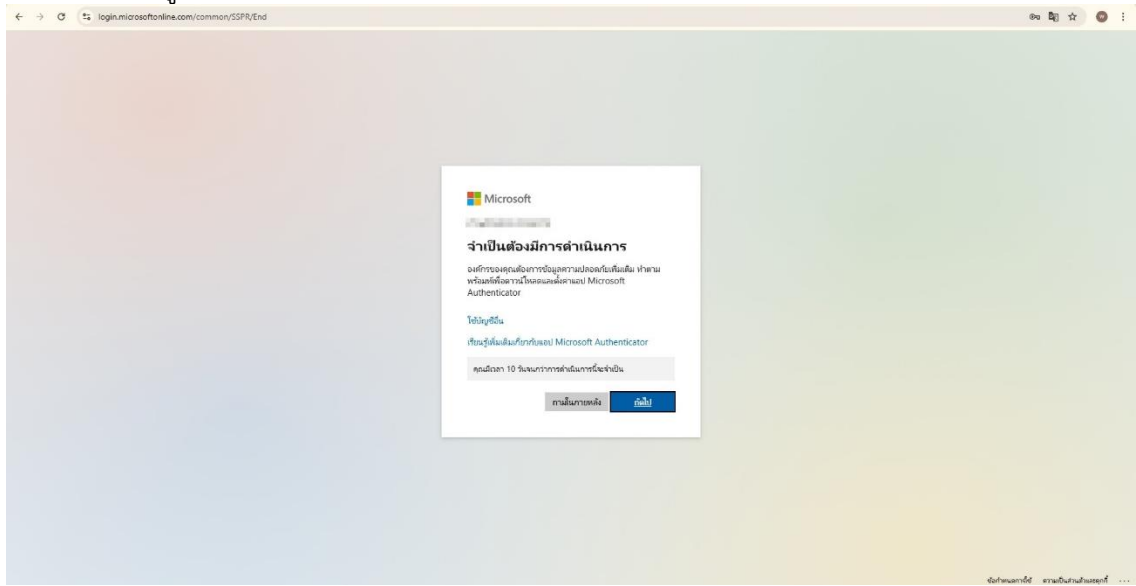 login.microsoftonline.com/common/SSPR/End
Microsoft
จำเป็นต้องมีการดำเนินการ
องค์กรของคุณต้องการข้อมูลความปลอดภัยเพิ่มเติม ทำตาม
พร้อมท์เพื่อดาวน์โหลดและตั้งค่าแอป Microsoft
Authenticator
ใช้บัญชีอื่น
เรียนรู้เพิ่มเติมเกี่ยวกับแอป Microsoft Authenticator
คุณมีเวลา 10 วันจนกว่าการดำเนินการนี้จะจำเป็น
ถามฉันภายหลัง ถัดไป
ข้อกำหนดการใช้ ความเป็นส่วนตัวและคุกกี้ ...